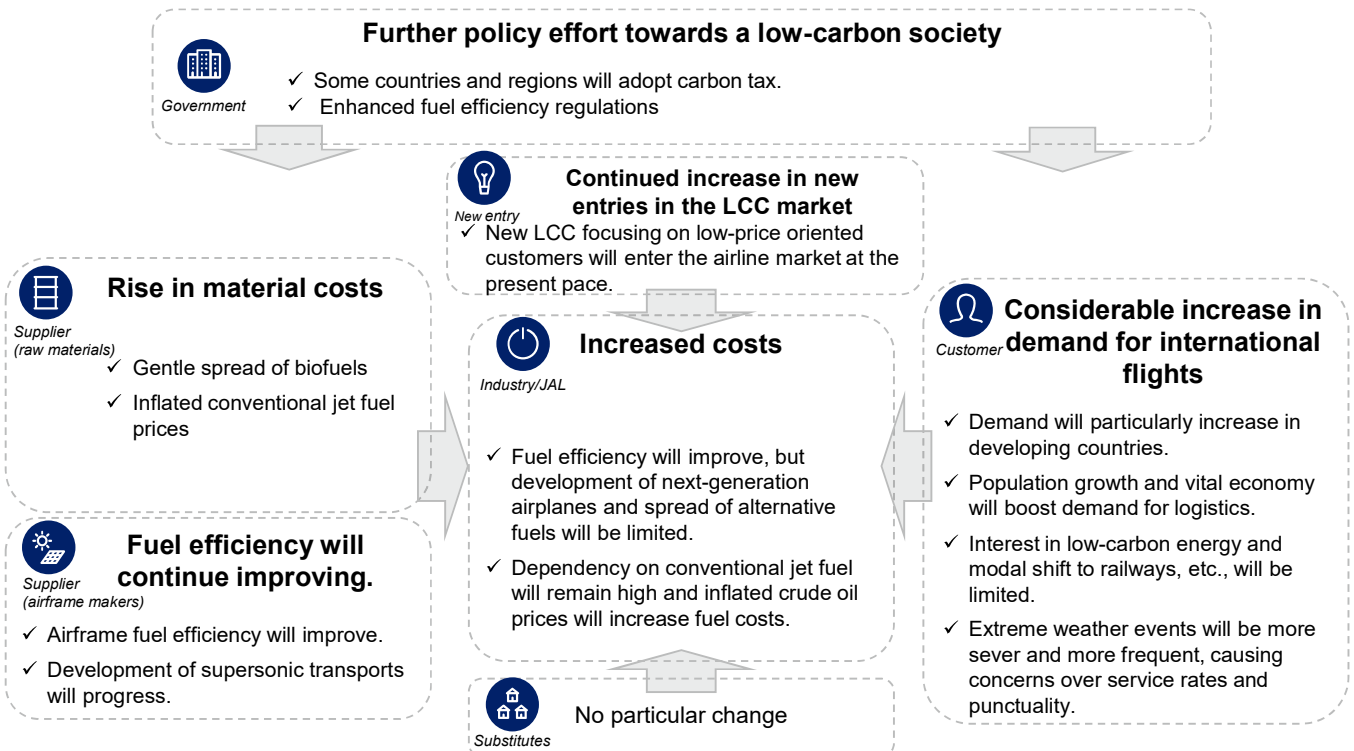 Further policy effort towards a low-carbon society
✓ Some countries and regions will adopt carbon tax.
✓ Enhanced fuel efficiency regulations
Government
Continued increase in new
entries in the LCC market
New entry
✓ New LCC focusing on low-price oriented
customers will enter the airline market at the
present pace.
Rise in material costs
Supplier
(raw materials)
✓ Gentle spread of biofuels
✓ Inflated conventional jet fuel
prices
Fuel efficiency will
continue improving.
Supplier
(airframe makers)
✓ Airframe fuel efficiency will improve.
✓ Development of supersonic transports
will progress.
Increased costs
Industry/JAL
✓ Fuel efficiency will improve, but
development of next-generation
airplanes and spread of alternative
fuels will be limited.
✓ Dependency on conventional jet fuel
will remain high and inflated crude oil
prices will increase fuel costs.
Considerable increase in
demand for international
flights
Customer
✓ Demand will particularly increase in
developing countries.
✓ Population growth and vital economy
will boost demand for logistics.
✓ Interest in low-carbon energy and
modal shift to railways, etc., will be
limited.
✓ Extreme weather events will be more
sever and more frequent, causing
concerns over service rates and
punctuality.
No particular change
Substitutes